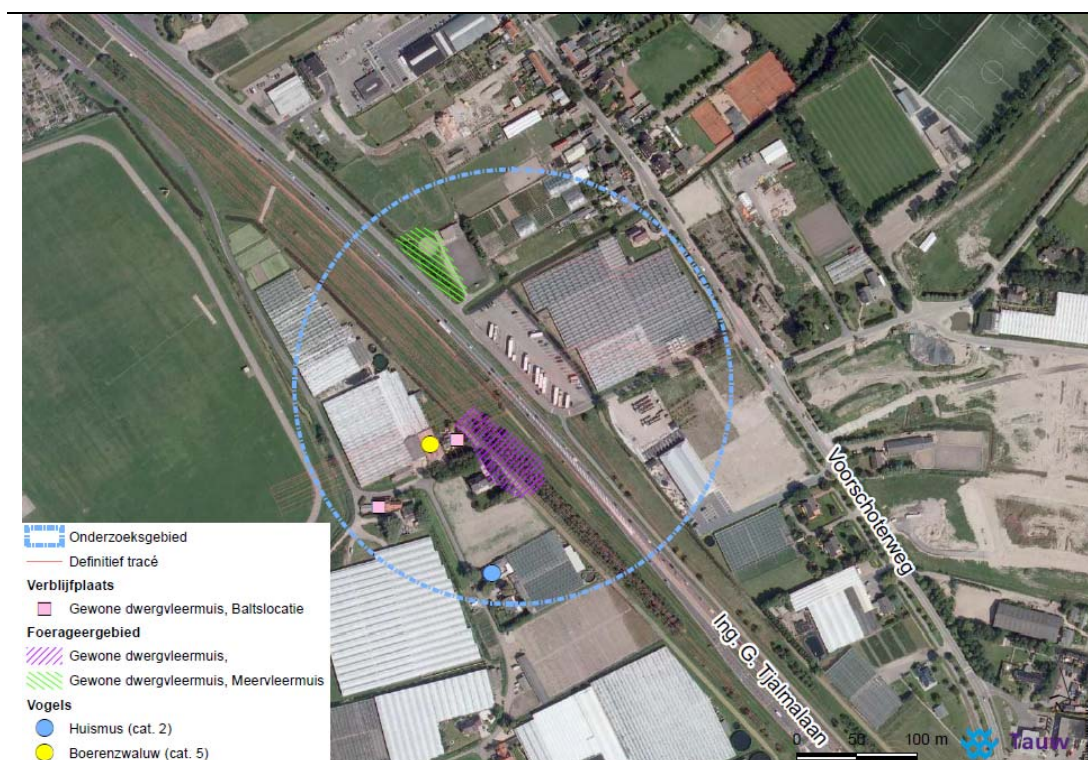 Voorschoterweg
Ing. G. Tjalmalaan
Onderzoeksgebied
Definitief tracé
Verblijfplaats
Gewone dwergvleermuis, Baltslocatie
Foerageergebied
Gewone dwergvleermuis,
Gewone dwergvleermuis, Meervleermuis
Vogels
Huismus (cat. 2)
Boerenzwaluw (cat. 5)
0 50 100 m
Tauw